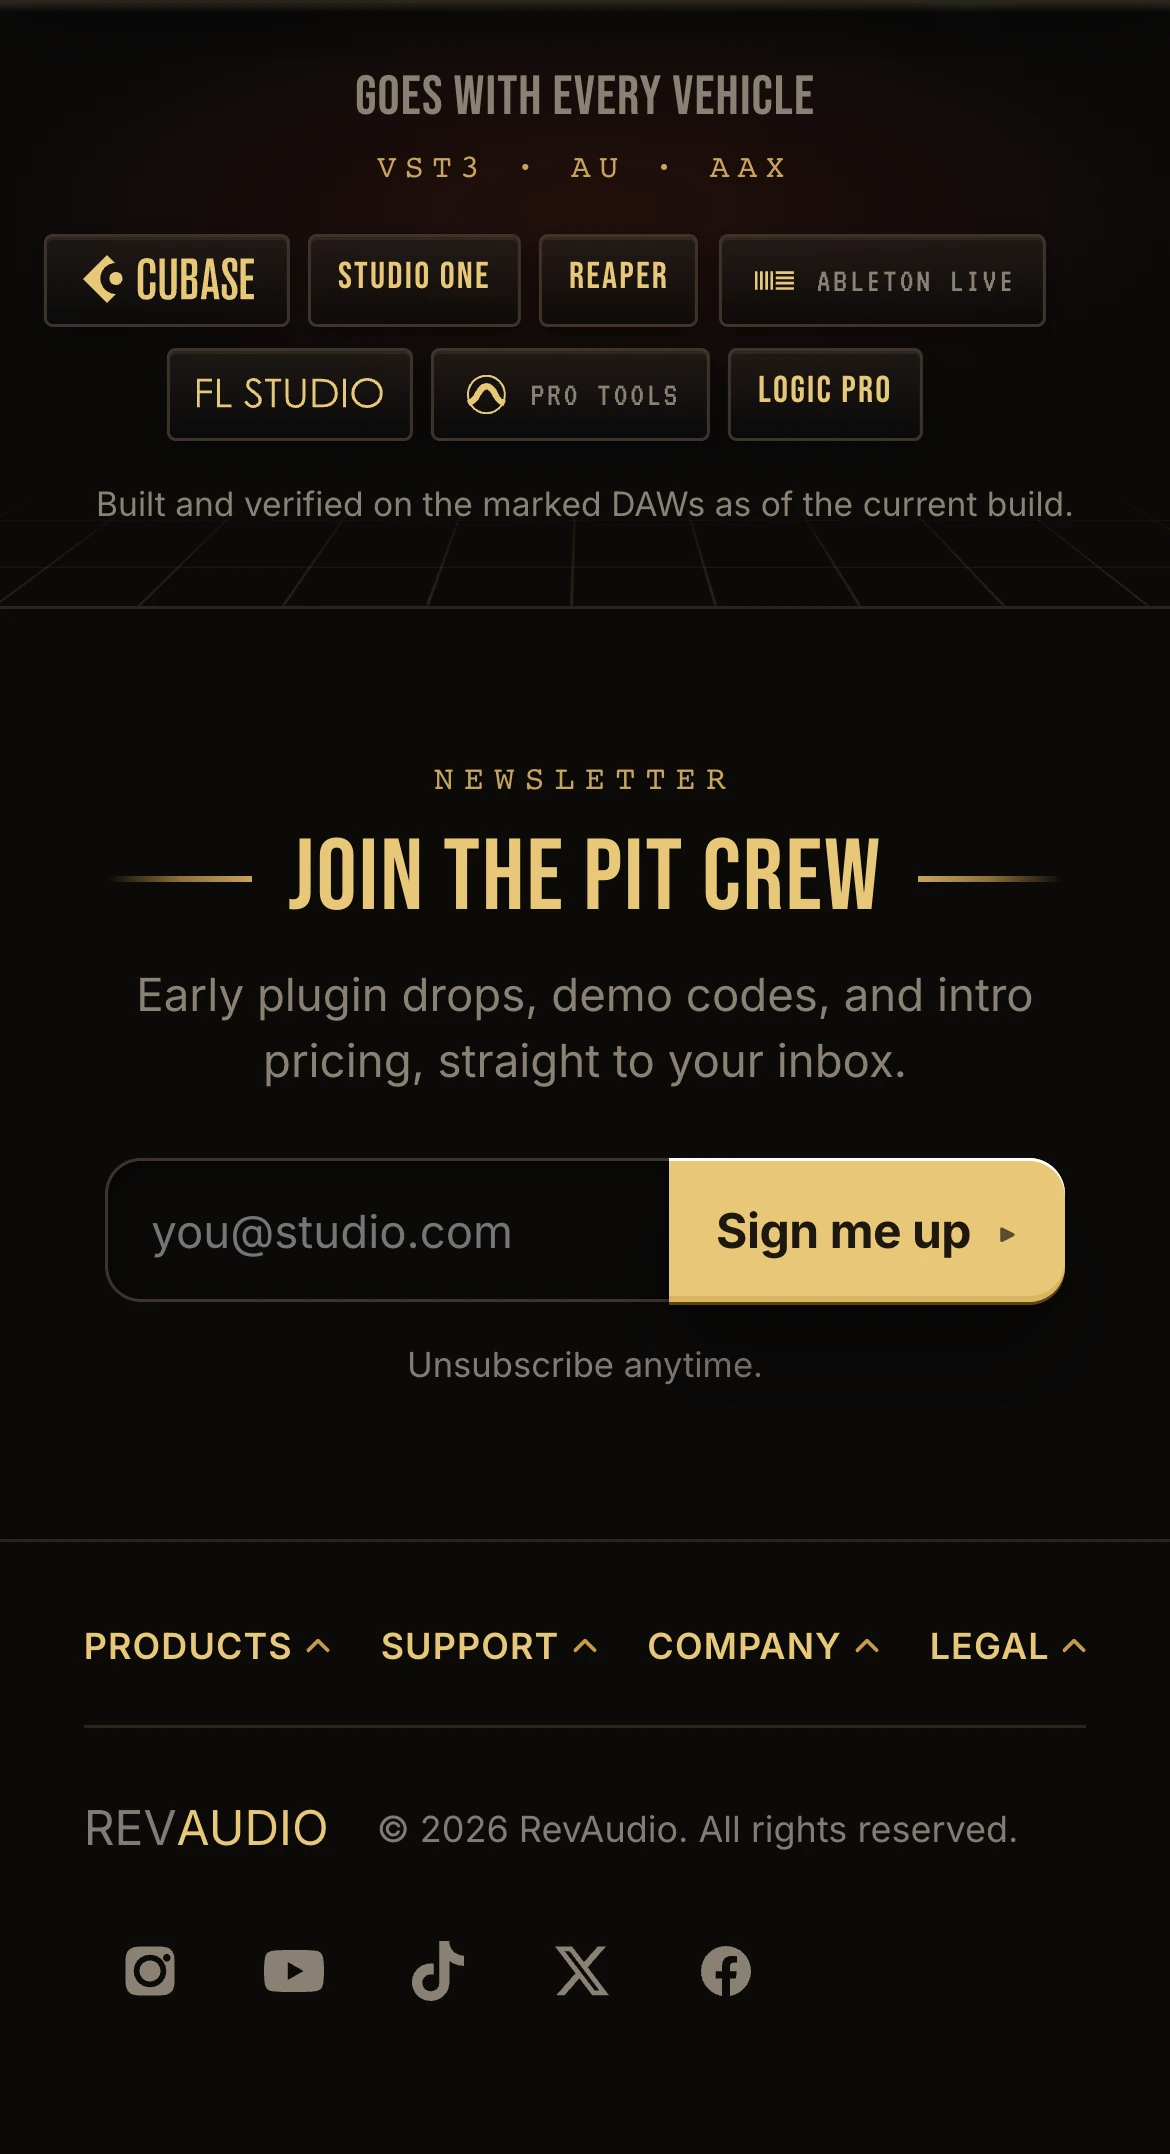 GOES WITH EVERY VEHICLE
VST3 · AU · AAX
CUBASE STUDIO ONE REAPER ABLETON LIVE
FL STUDIO PRO TOOLS LOGIC PRO
Built and verified on the marked DAWs as of the current build.
NEWSLETTER
JOIN THE PIT CREW
Early plugin drops, demo codes, and intro
pricing, straight to your inbox.
you@studio.com Sign me up
Unsubscribe anytime.
PRODUCTS SUPPORT COMPANY LEGAL
REVAUDIO © 2026 RevAudio. All rights reserved.